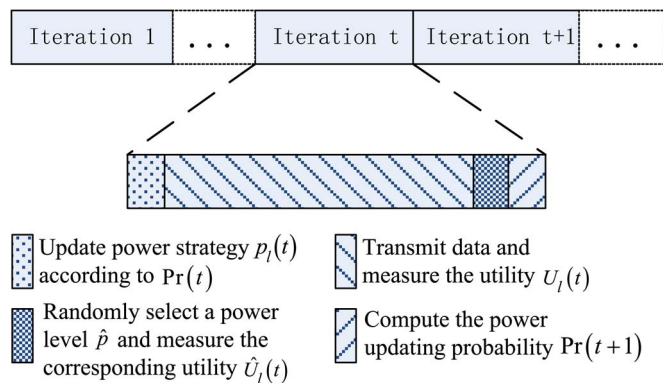 Iteration 1 ... Iteration t Iteration t+1 ...
Update power strategy p_l(t)
according to Pr(t)
Transmit data and
measure the utility U_l(t)
Randomly select a power
level p̂ and measure the
corresponding utility Û_l(t)
Compute the power
updating probability Pr(t+1)